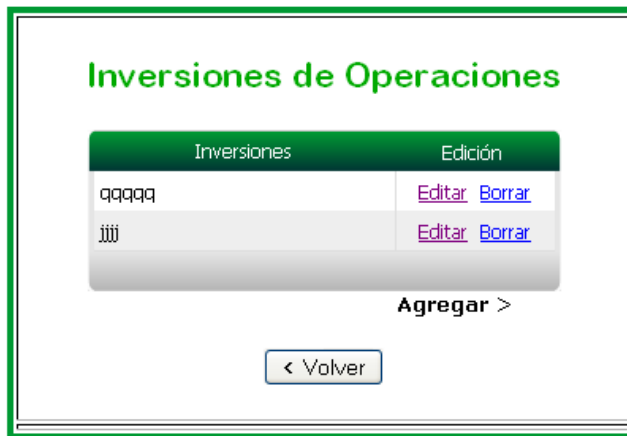 Inversiones de Operaciones
Inversiones Edición
qqqqq Editar Borrar
jjjj Editar Borrar
Agregar >
< Volver